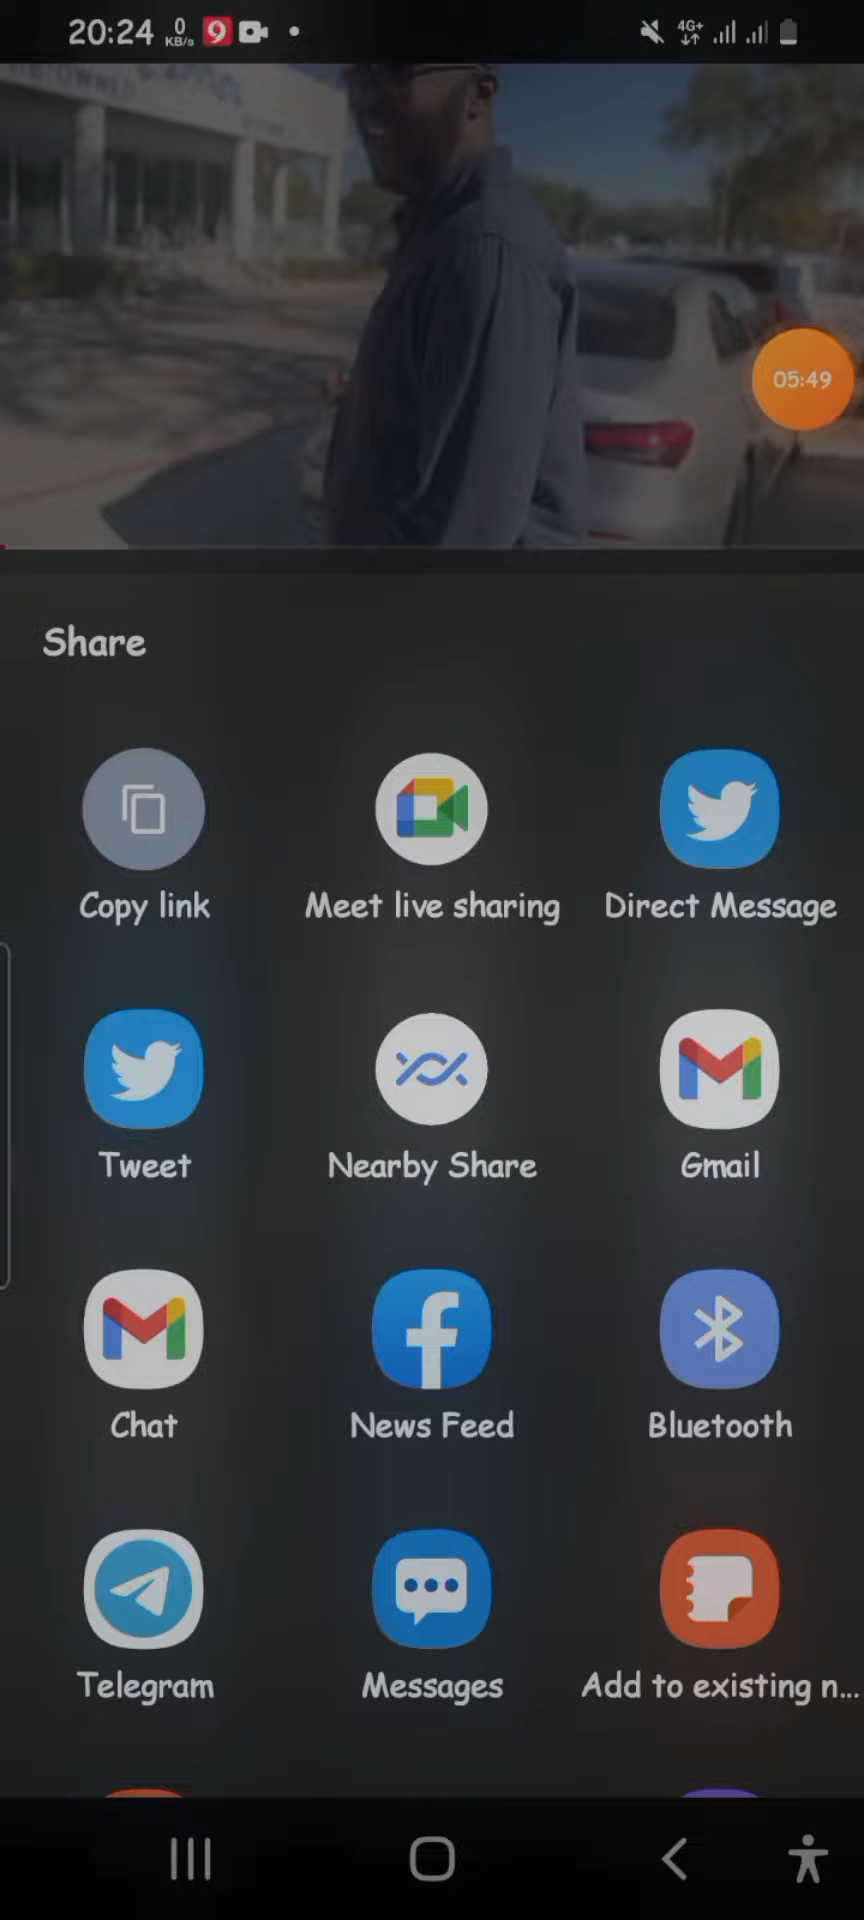 20:24
0
KB/s
9
4G+
05:49
Share
Copy link
Meet live sharing
Direct Message
Tweet
Nearby Share
Gmail
Chat
News Feed
Bluetooth
Telegram
Messages
Add to existing n...